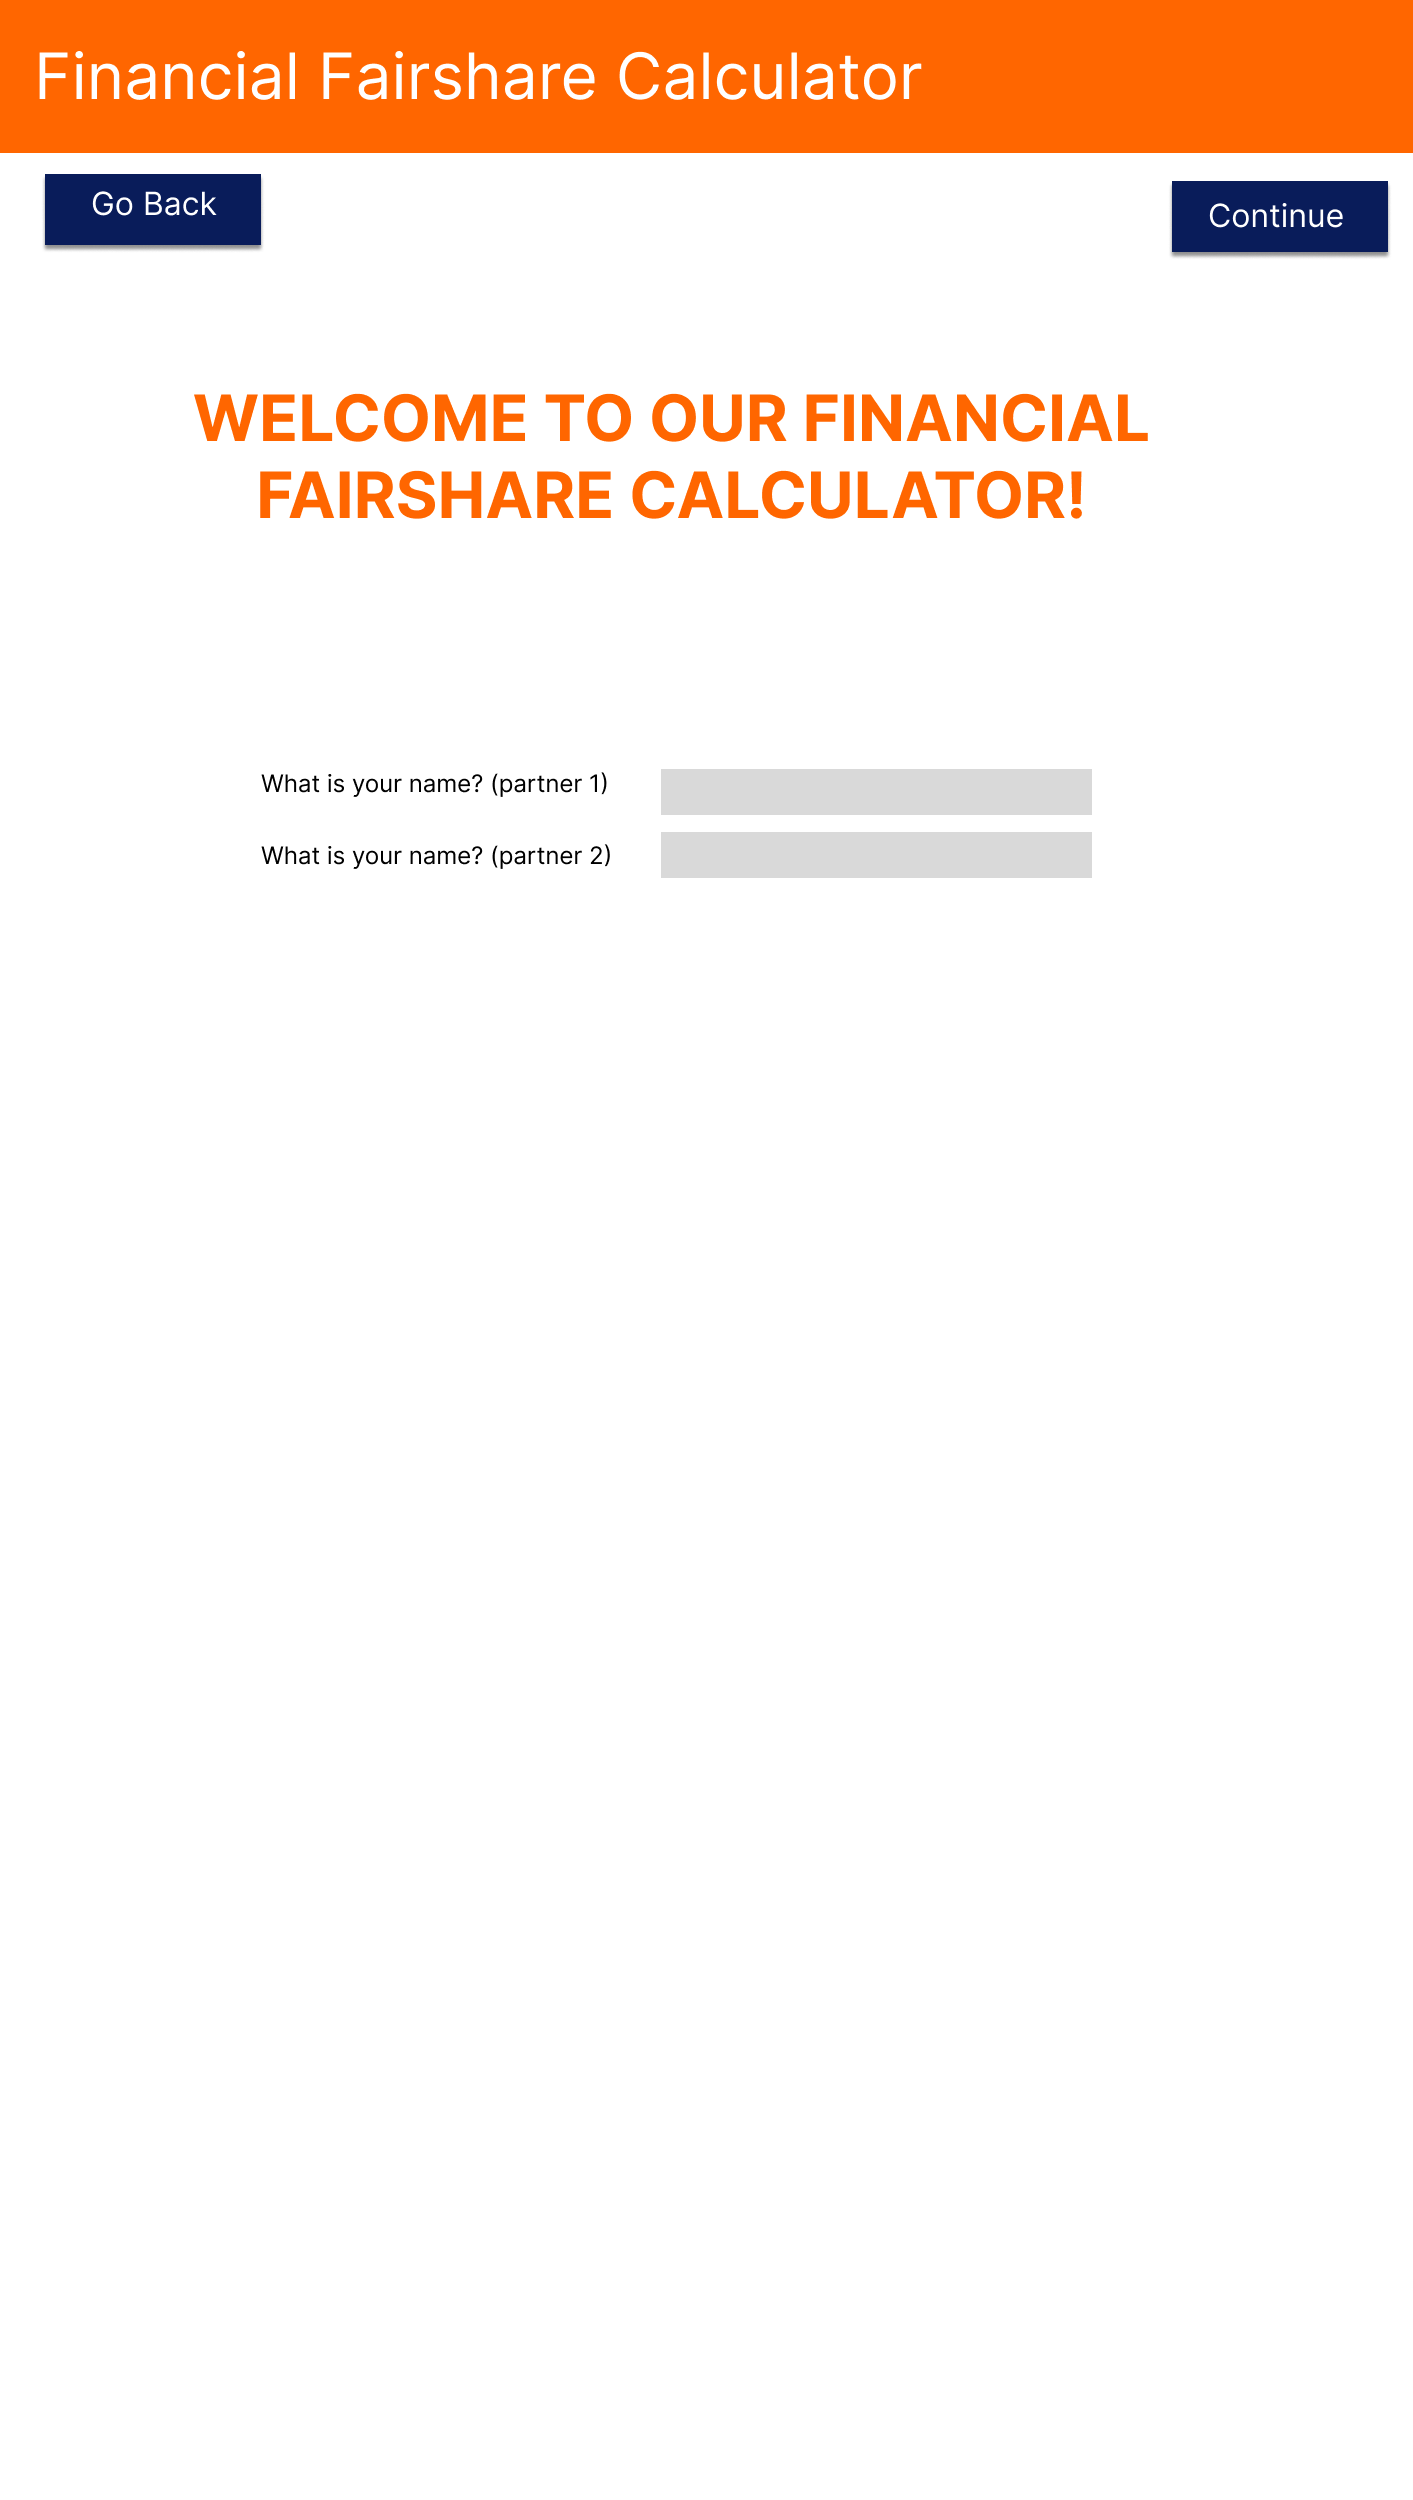 Financial Fairshare Calculator
Go Back
Continue
WELCOME TO OUR FINANCIAL
FAIRSHARE CALCULATOR!
What is your name? (partner 1)
What is your name? (partner 2)